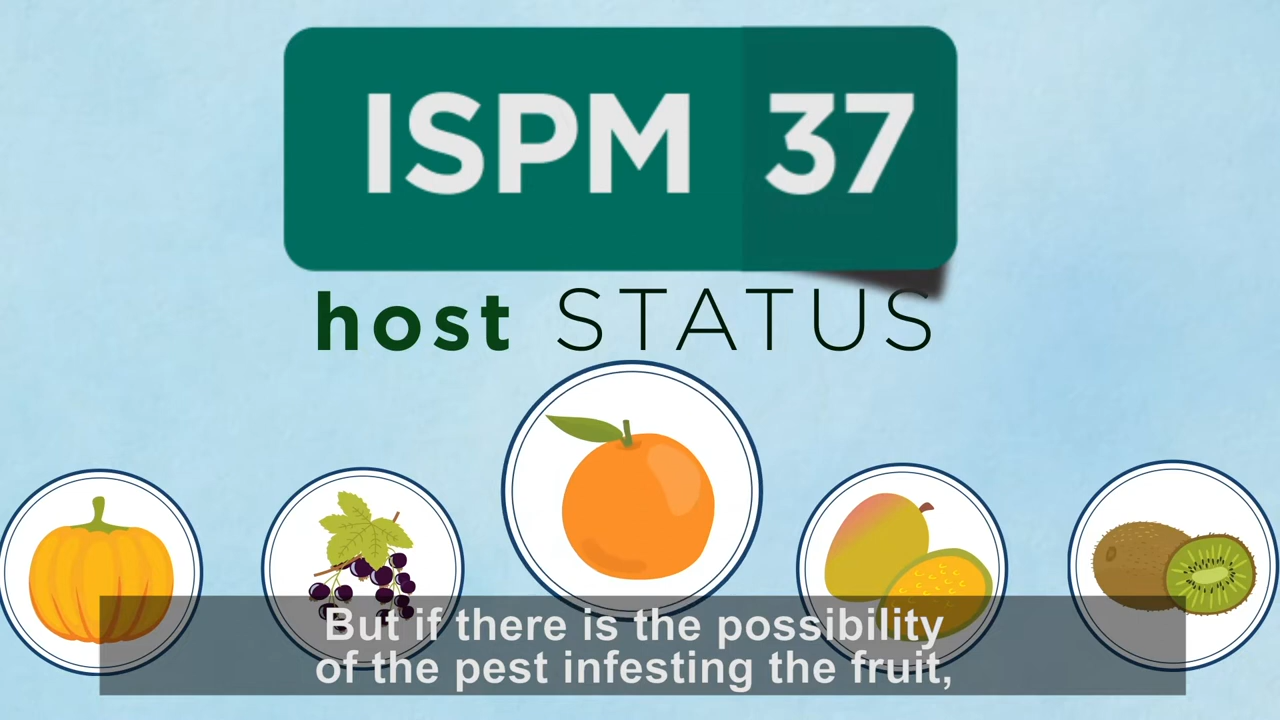 ISPM 37
host STATUS
But if there is the possibility
of the pest infesting the fruit,